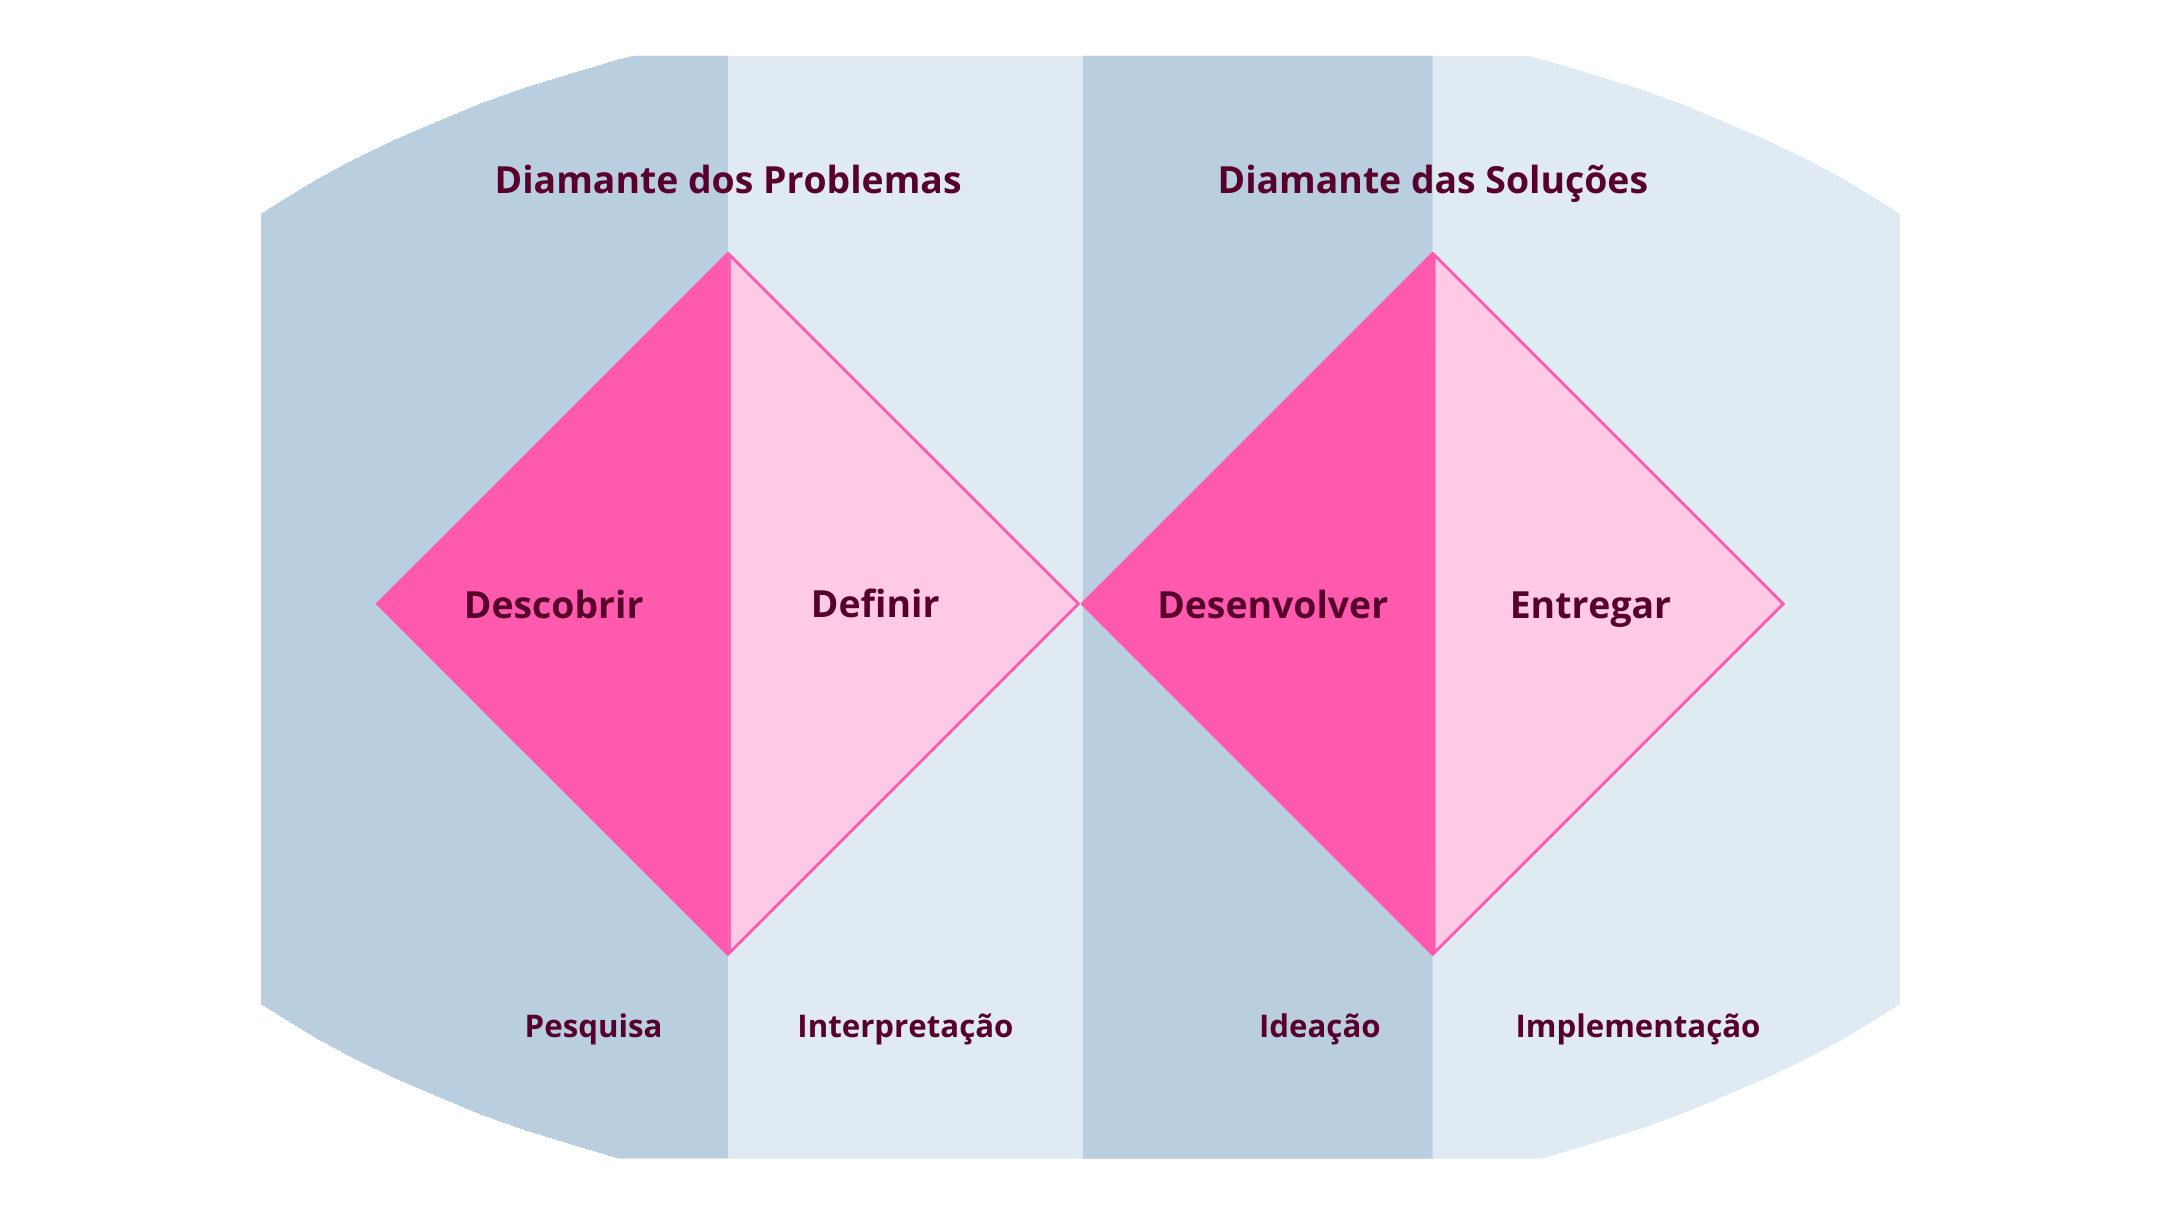 Diamante dos Problemas
Diamante das Soluções
Descobrir
Definir
Desenvolver
Entregar
Pesquisa
Interpretação
Ideação
Implementação